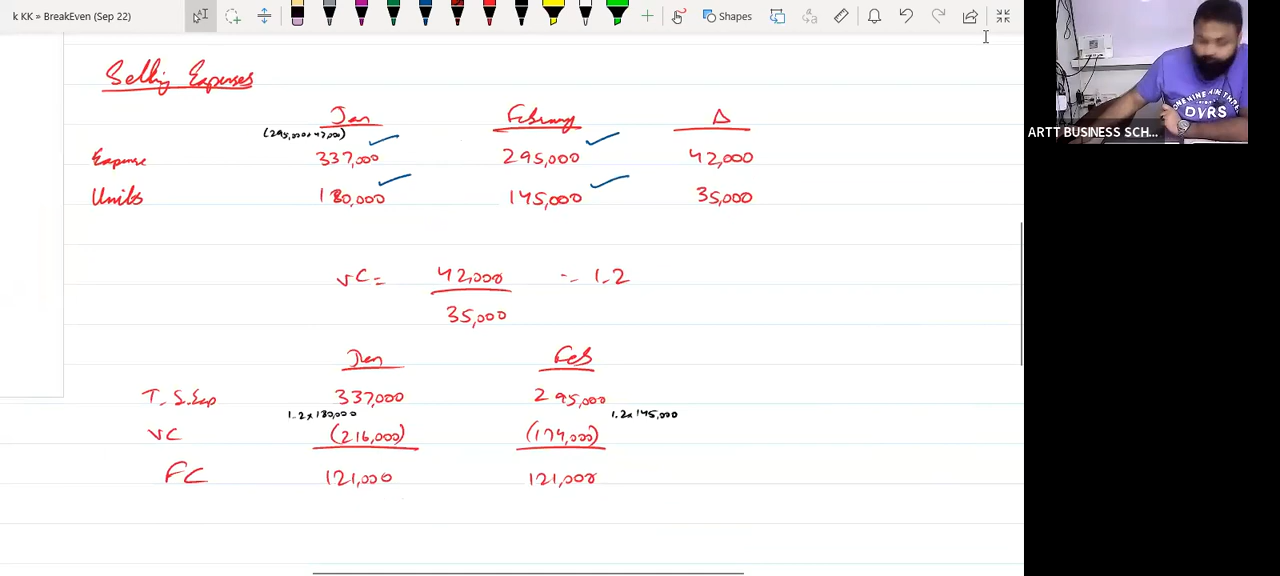 k KK » BreakEven (Sep 22)
Shapes
Selling Expenses
Jan February Δ
(295,000+47,000)
Expense 337,000 295,000 42,000
Units 180,000 145,000 35,000
VC = 42,000 = 1.2
35,000
Jan Feb
T. S.Exp 337,000 295,000
1.2 x 180,000 1.2 x 145,000
VC (216,000) (174,000)
FC 121,000 121,000
DVRS
ARTT BUSINESS SCH...